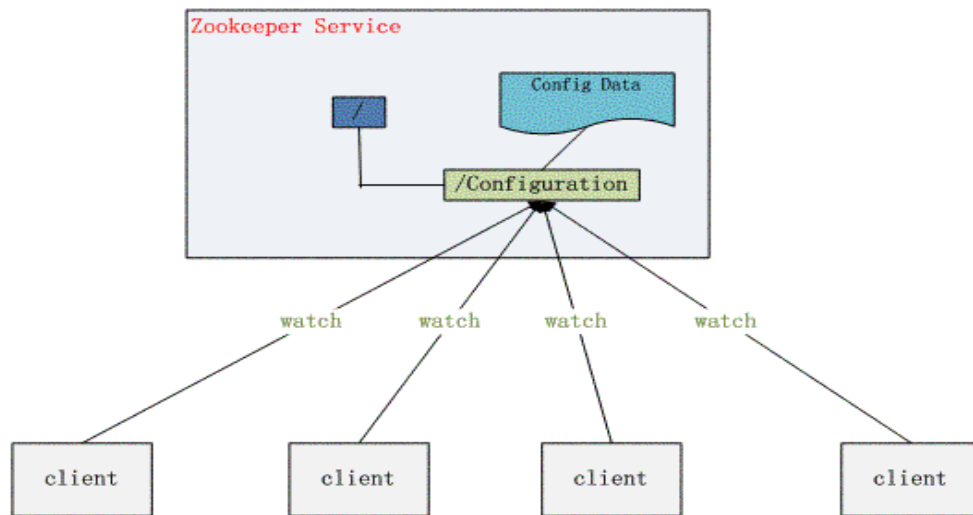 Zookeeper Service
Config Data
/
/Configuration
watch watch watch watch
client client client client